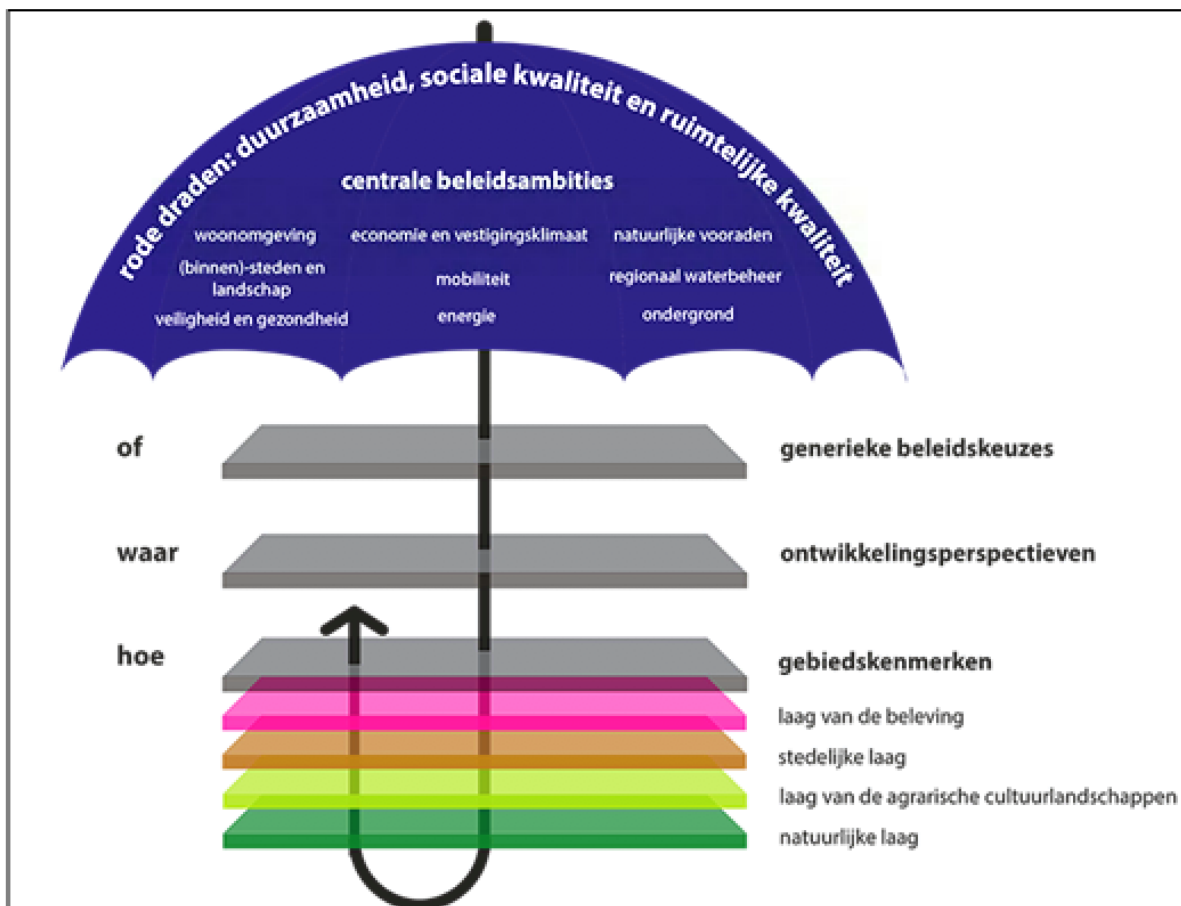 rode draden: duurzaamheid, sociale kwaliteit en ruimtelijke kwaliteit
centrale beleidsambities
woonomgeving
(binnen)-steden en
landschap
veiligheid en gezondheid
economie en vestigingsklimaat
mobiliteit
energie
natuurlijke vooraden
regionaal waterbeheer
ondergrond
of
generieke beleidskeuzes
waar
ontwikkelingsperspectieven
hoe
gebiedskenmerken
laag van de beleving
stedelijke laag
laag van de agrarische cultuurlandschappen
natuurlijke laag